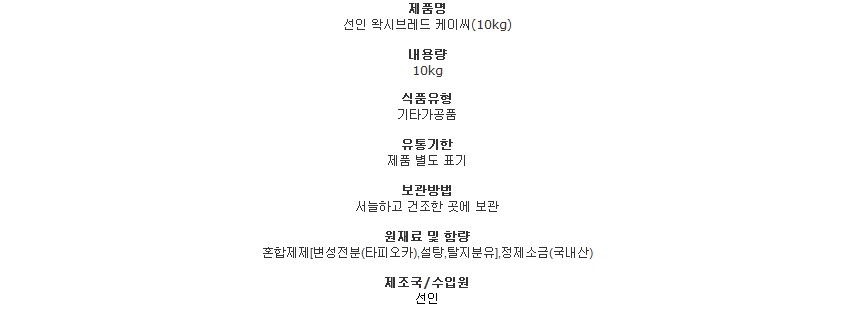 제품명
선인 왁시브레드 케이씨(10kg)
내용량
10kg
식품유형
기타가공품
유통기한
제품 별도 표기
보관방법
서늘하고 건조한 곳에 보관
원재료 및 함량
혼합제제[변성전분(타피오카),설탕,탈지분유],정제소금(국내산)
제조국/수입원
선인